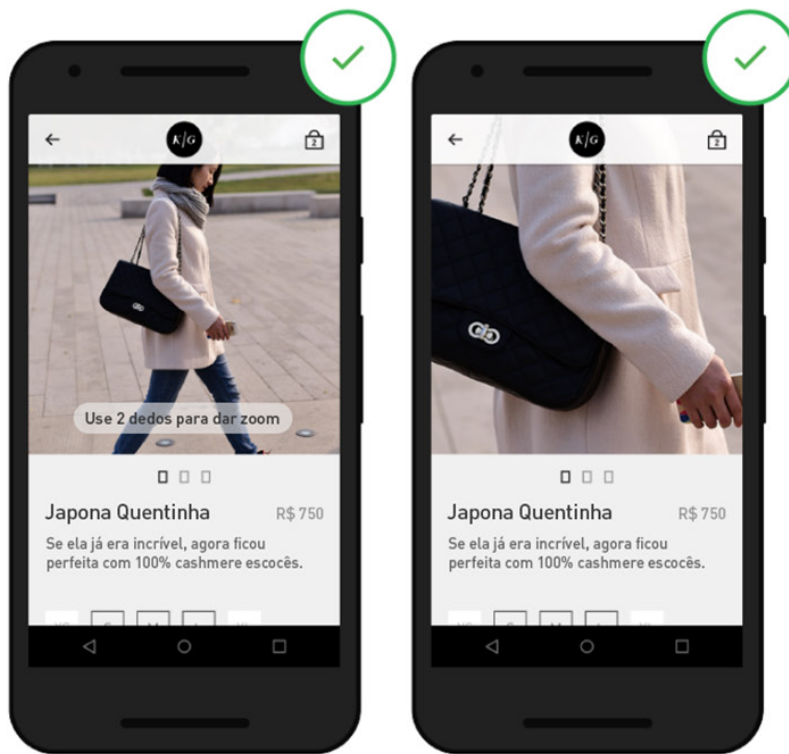 K/G
2
Use 2 dedos para dar zoom
Japona Quentinha
R$ 750
Se ela já era incrível, agora ficou
perfeita com 100% cashmere escocês.
K/G
2
Japona Quentinha
R$ 750
Se ela já era incrível, agora ficou
perfeita com 100% cashmere escocês.